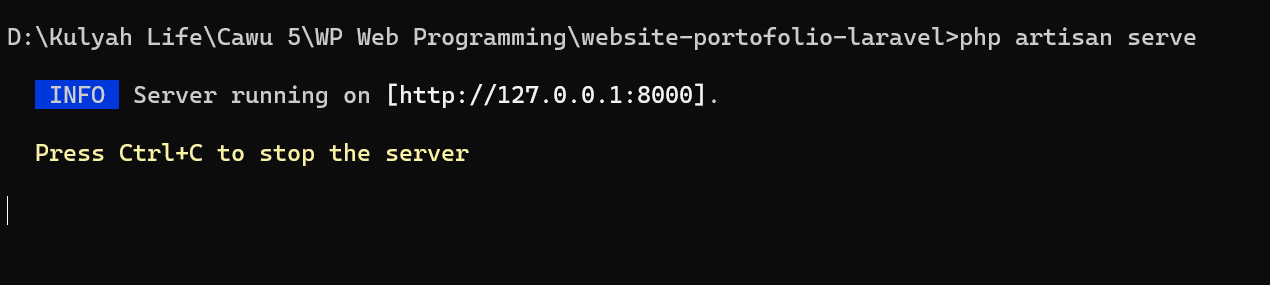 D:\Kulyah Life\Cawu 5\WP Web Programming\website-portofolio-laravel>php artisan serve
INFO Server running on [http://127.0.0.1:8000].
Press Ctrl+C to stop the server